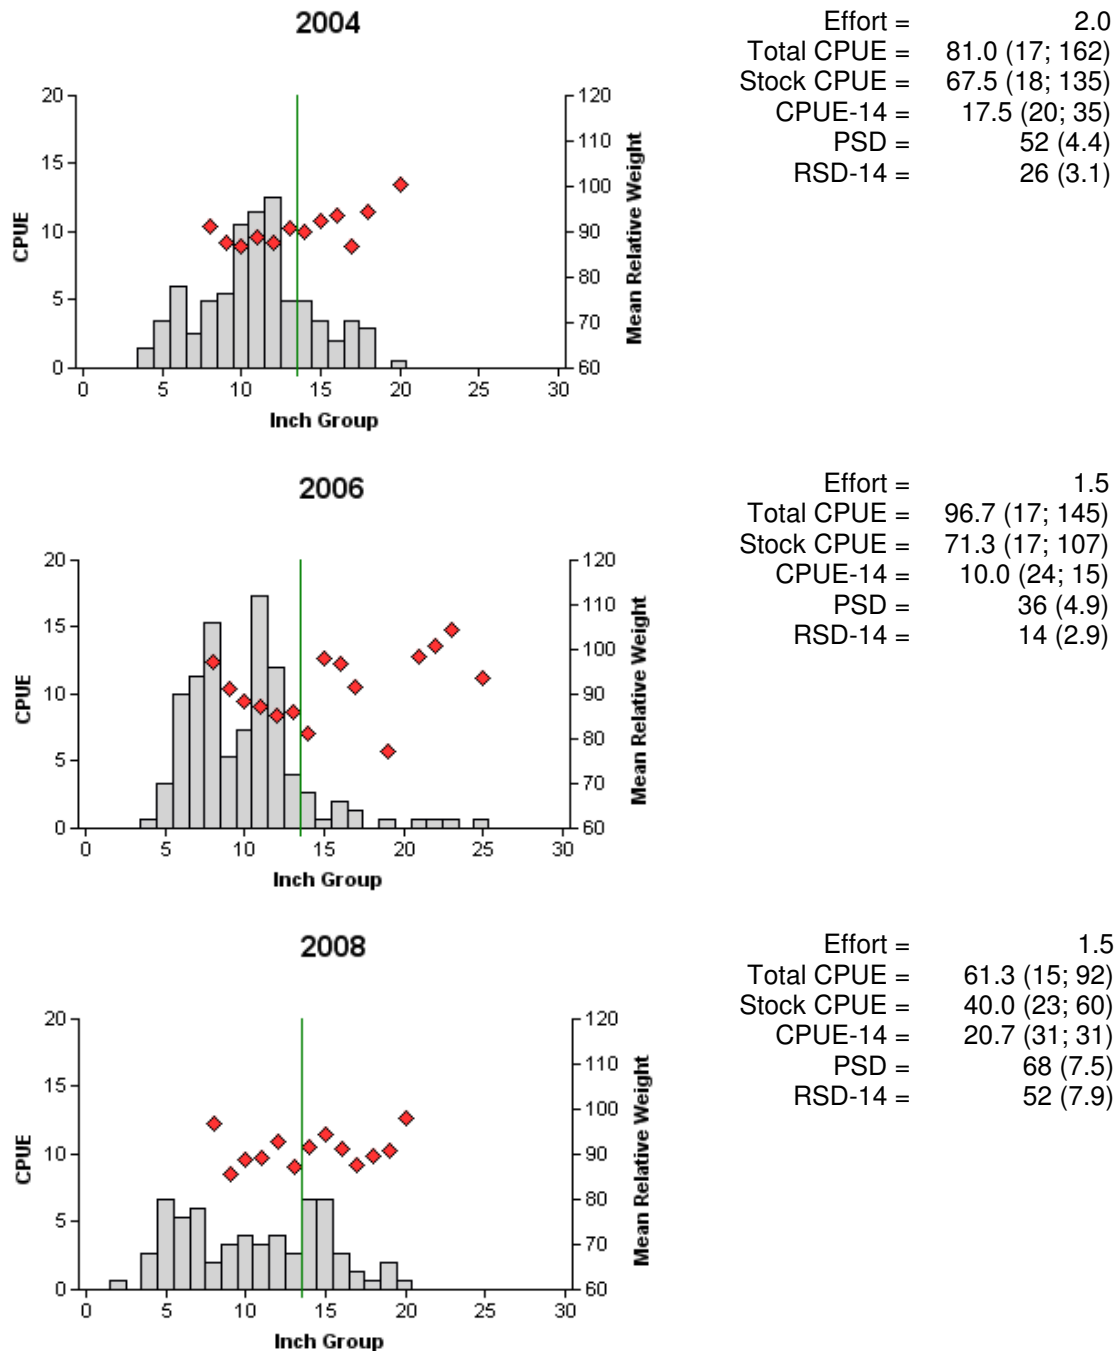 2004
Effort = 2.0
Total CPUE = 81.0 (17; 162)
Stock CPUE = 67.5 (18; 135)
CPUE-14 = 17.5 (20; 35)
PSD = 52 (4.4)
RSD-14 = 26 (3.1)
20 120
110
15
100
10 90
80
5
70
0 60
CPUE
Mean Relative Weight
0 5 10 15 20 25 30
Inch Group
2006
Effort = 1.5
Total CPUE = 96.7 (17; 145)
Stock CPUE = 71.3 (17; 107)
CPUE-14 = 10.0 (24; 15)
PSD = 36 (4.9)
RSD-14 = 14 (2.9)
20 120
110
15
100
10 90
80
5
70
0 60
CPUE
Mean Relative Weight
0 5 10 15 20 25 30
Inch Group
2008
Effort = 1.5
Total CPUE = 61.3 (15; 92)
Stock CPUE = 40.0 (23; 60)
CPUE-14 = 20.7 (31; 31)
PSD = 68 (7.5)
RSD-14 = 52 (7.9)
20 120
110
15
100
10 90
80
5
70
0 60
CPUE
Mean Relative Weight
0 5 10 15 20 25 30
Inch Group